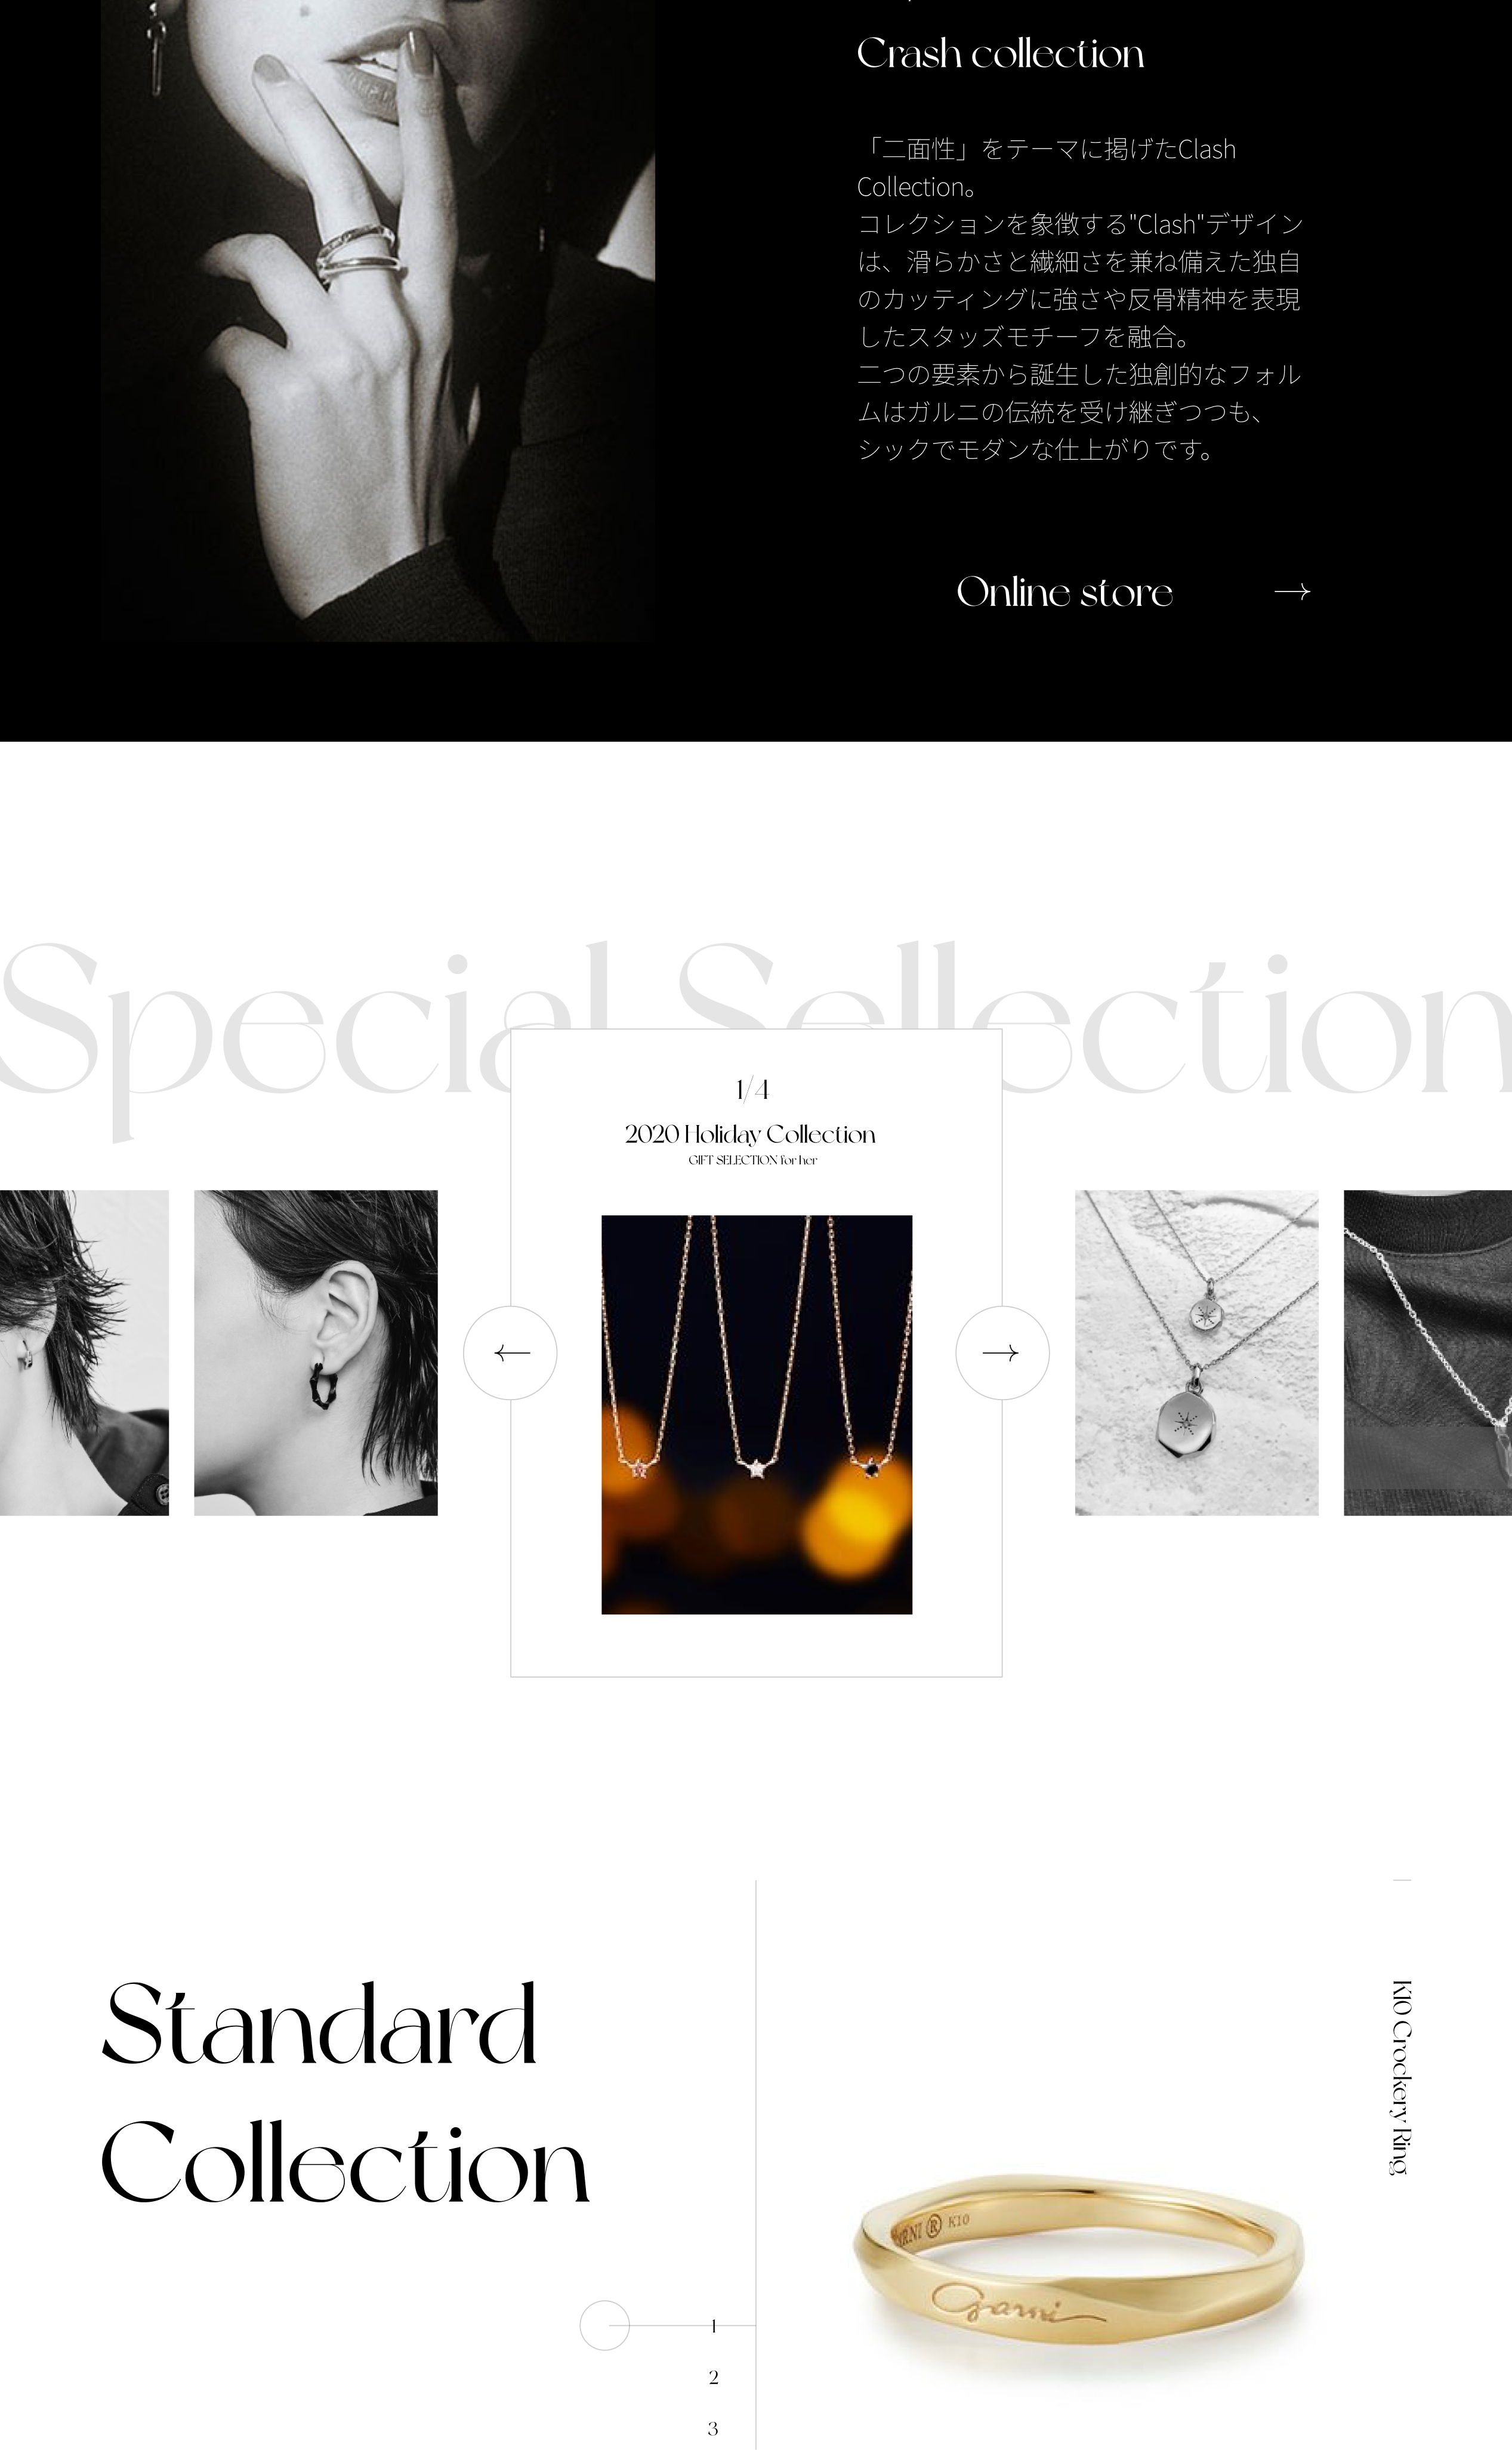 Crash collection
「二面性」をテーマに掲げたClash
Collection。
コレクションを象徴する"Clash"デザイン
は、滑らかさと繊細さを兼ね備えた独自
のカッティングに強さや反骨精神を表現
したスタッズモチーフを融合。
二つの要素から誕生した独創的なフォル
ムはガルニの伝統を受け継ぎつつも、
シックでモダンな仕上がりです。
Online store
Special Sellection
1/4
2020 Holiday Collection
GIFT SELECTION for her
Standard
Collection
K10 Crockery Ring
GARNI ® K10
Garni
1
2
3